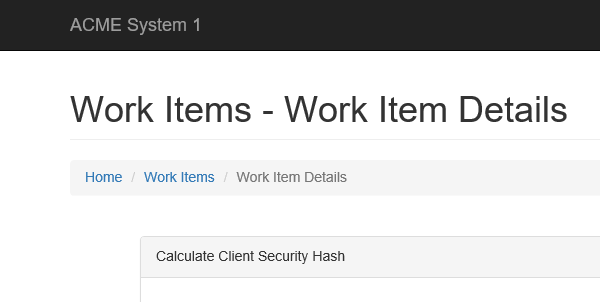 ACME System 1
Work Items - Work Item Details
Home / Work Items / Work Item Details
Calculate Client Security Hash